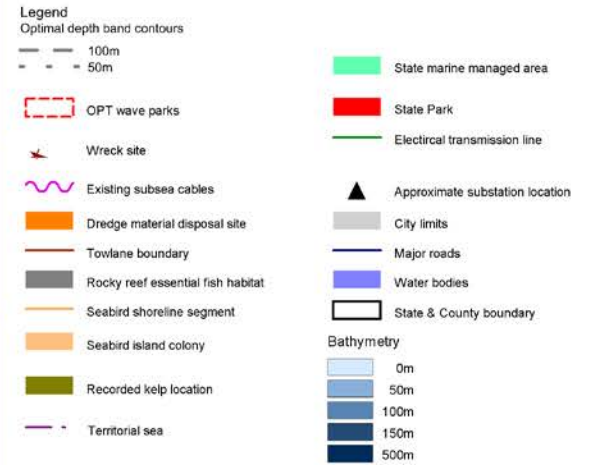 Legend
Optimal depth band contours
100m
50m
OPT wave parks
Wreck site
Existing subsea cables
Dredge material disposal site
Towlane boundary
Rocky reef essential fish habitat
Seabird shoreline segment
Seabird island colony
Recorded kelp location
Territorial sea
State marine managed area
State Park
Electircal transmission line
Approximate substation location
City limits
Major roads
Water bodies
State & County boundary
Bathymetry
0m
50m
100m
150m
500m